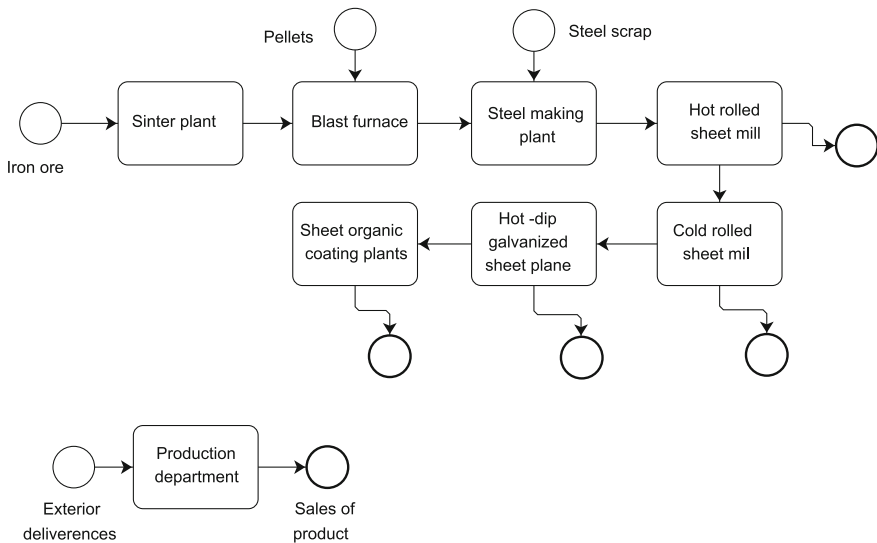 Pellets
Steel scrap
Iron ore
Sinter plant
Blast furnace
Steel making
plant
Hot rolled
sheet mill
Sheet organic
coating plants
Hot -dip
galvanized
sheet plane
Cold rolled
sheet mil
Production
department
Exterior
deliverences
Sales of
product